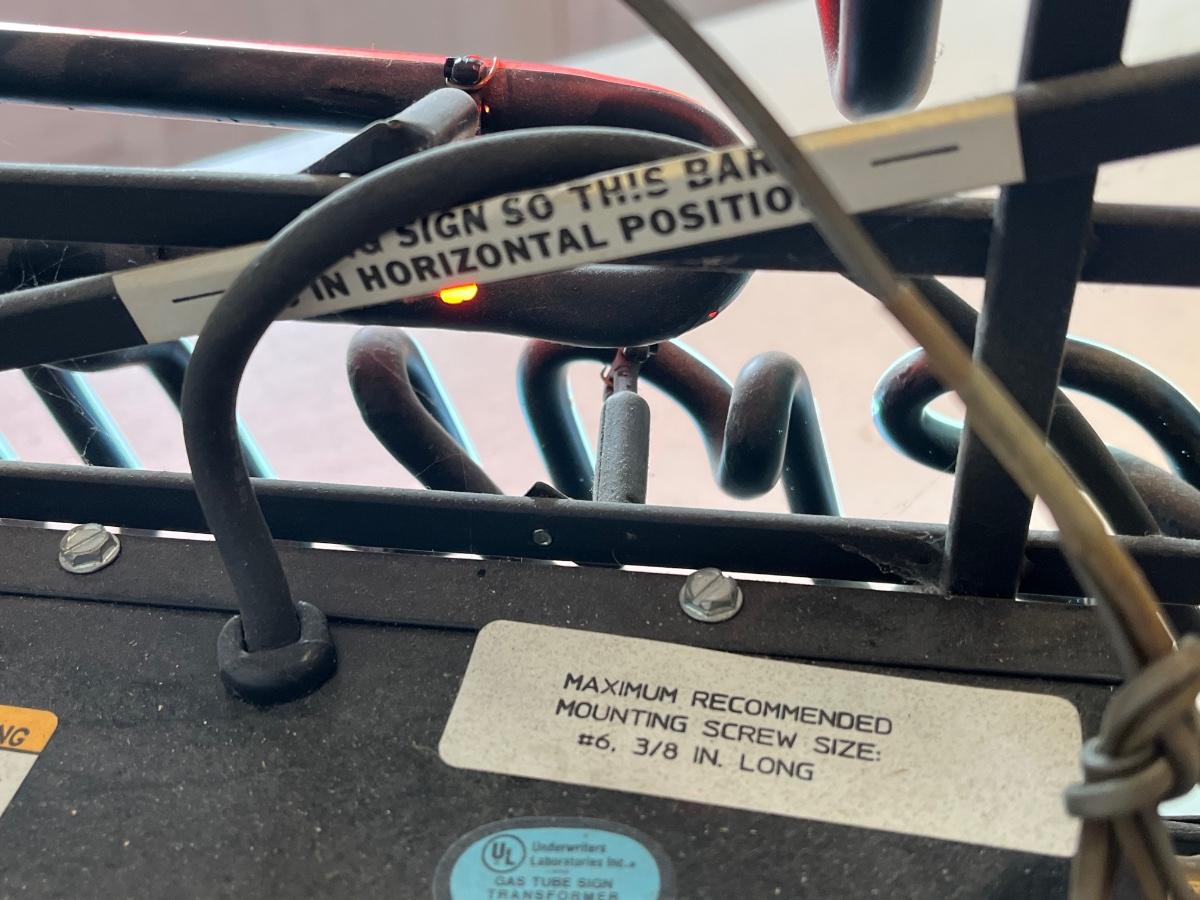 SIGN SO THIS BAR
IN HORIZONTAL POSITIO
MAXIMUM RECOMMENDED
MOUNTING SCREW SIZE:
#6, 3/8 IN. LONG
NG
UL
Underwriters
Laboratories Inc.®
GAS TUBE SIGN
TRANSFORMER